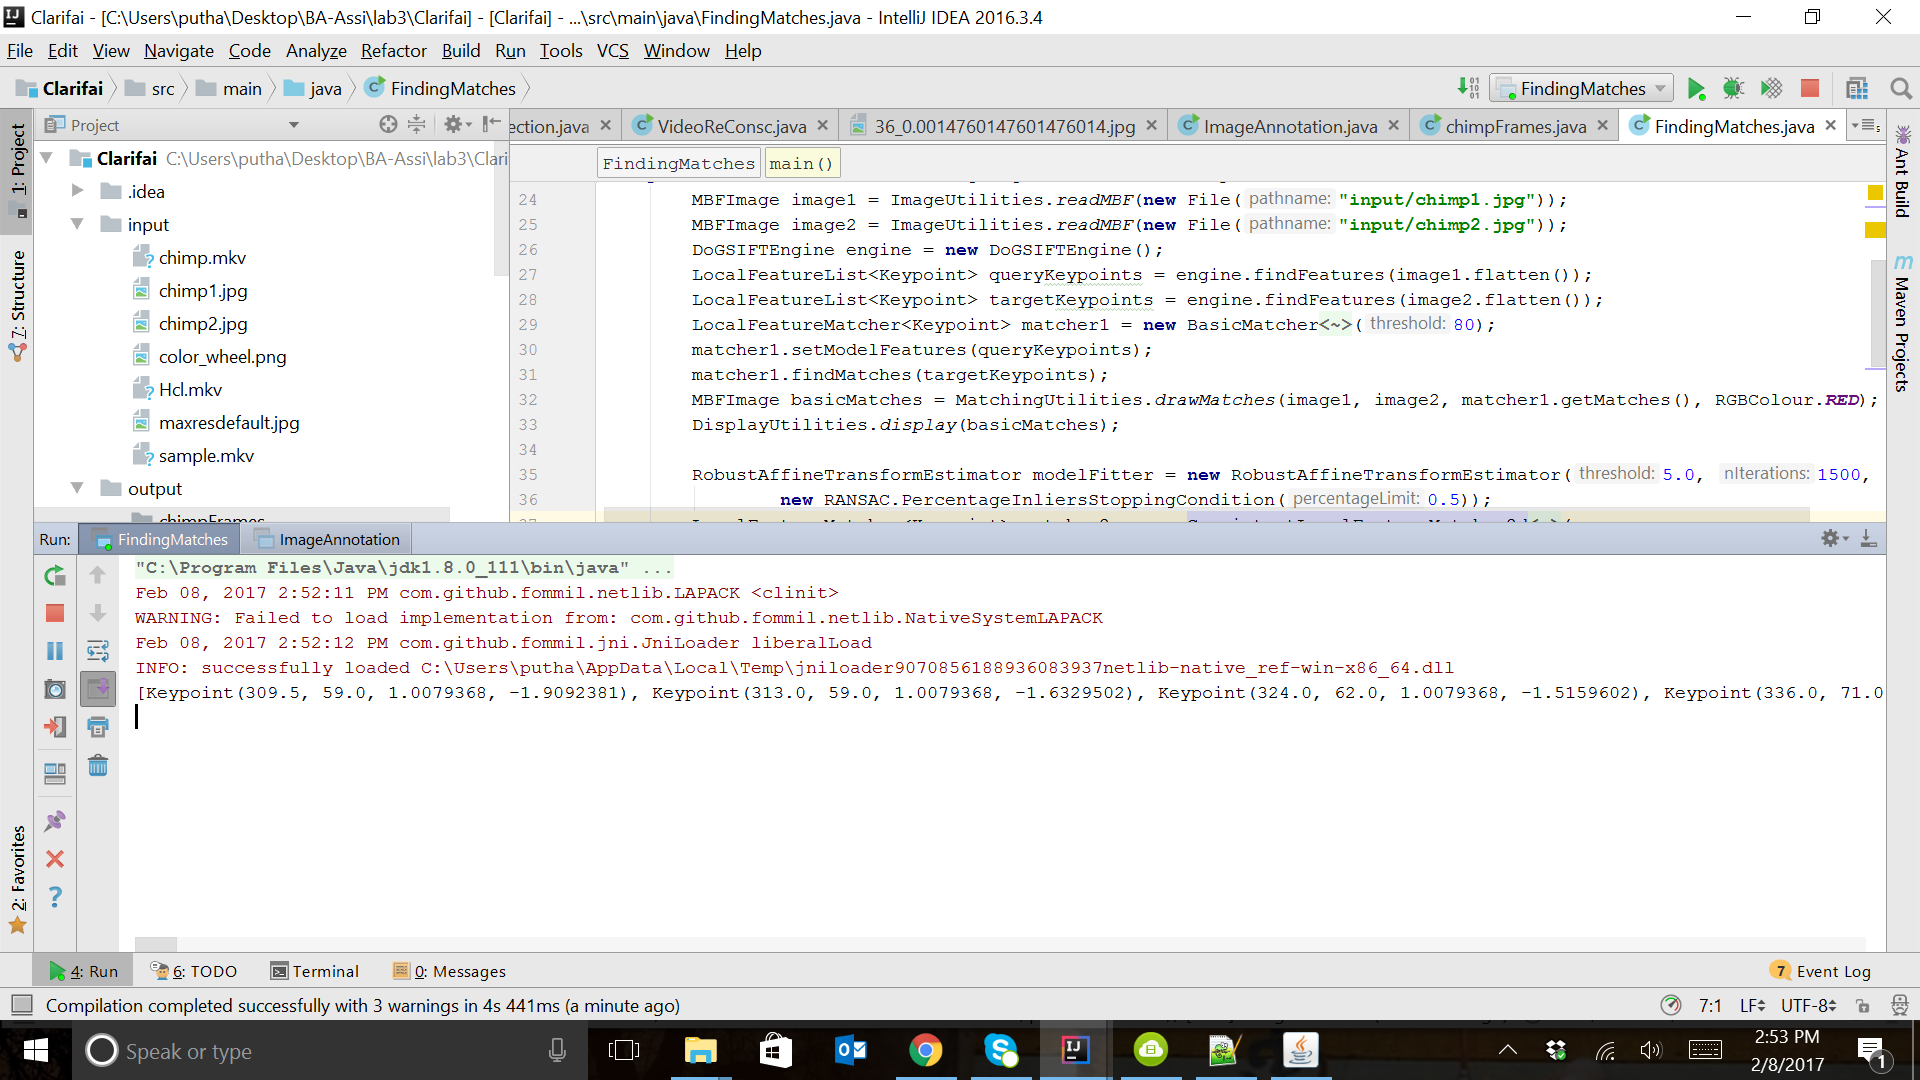 Clarifai - [C:\Users\putha\Desktop\BA-Assi\lab3\Clarifai] - [Clarifai] - ...\src\main\java\FindingMatches.java - IntelliJ IDEA 2016.3.4
File Edit View Navigate Code Analyze Refactor Build Run Tools VCS Window Help
Clarifai src main java FindingMatches
FindingMatches
Project
ection.java VideoReConsc.java 36_0.0014760147601476014.jpg ImageAnnotation.java chimpFrames.java FindingMatches.java
1: Project
7: Structure
2: Favorites
Clarifai C:\Users\putha\Desktop\BA-Assi\lab3\Clari
.idea
input
chimp.mkv
chimp1.jpg
chimp2.jpg
color_wheel.png
Hcl.mkv
maxresdefault.jpg
sample.mkv
output
chimpFrames
FindingMatches main()
24 MBFImage image1 = ImageUtilities.readMBF(new File( pathname: "input/chimp1.jpg"));
25 MBFImage image2 = ImageUtilities.readMBF(new File( pathname: "input/chimp2.jpg"));
26 DoGSIFTEngine engine = new DoGSIFTEngine();
27 LocalFeatureList<Keypoint> queryKeypoints = engine.findFeatures(image1.flatten());
28 LocalFeatureList<Keypoint> targetKeypoints = engine.findFeatures(image2.flatten());
29 LocalFeatureMatcher<Keypoint> matcher1 = new BasicMatcher<~>( threshold: 80);
30 matcher1.setModelFeatures(queryKeypoints);
31 matcher1.findMatches(targetKeypoints);
32 MBFImage basicMatches = MatchingUtilities.drawMatches(image1, image2, matcher1.getMatches(), RGBColour.RED);
33 DisplayUtilities.display(basicMatches);
34
35 RobustAffineTransformEstimator modelFitter = new RobustAffineTransformEstimator( threshold: 5.0, nIterations: 1500,
36 new RANSAC.PercentageInliersStoppingCondition( percentageLimit: 0.5));
Ant Build
Maven Projects
Run: FindingMatches ImageAnnotation
"C:\Program Files\Java\jdk1.8.0_111\bin\java" ...
Feb 08, 2017 2:52:11 PM com.github.fommil.netlib.LAPACK <clinit>
WARNING: Failed to load implementation from: com.github.fommil.netlib.NativeSystemLAPACK
Feb 08, 2017 2:52:12 PM com.github.fommil.jni.JniLoader liberalLoad
INFO: successfully loaded C:\Users\putha\AppData\Local\Temp\jniloader9070856188936083937netlib-native_ref-win-x86_64.dll
[Keypoint(309.5, 59.0, 1.0079368, -1.9092381), Keypoint(313.0, 59.0, 1.0079368, -1.6329502), Keypoint(324.0, 62.0, 1.0079368, -1.5159602), Keypoint(336.0, 71.0
4: Run 6: TODO Terminal 0: Messages
7 Event Log
Compilation completed successfully with 3 warnings in 4s 441ms (a minute ago)
7:1 LF UTF-8
Speak or type
2:53 PM
2/8/2017
1